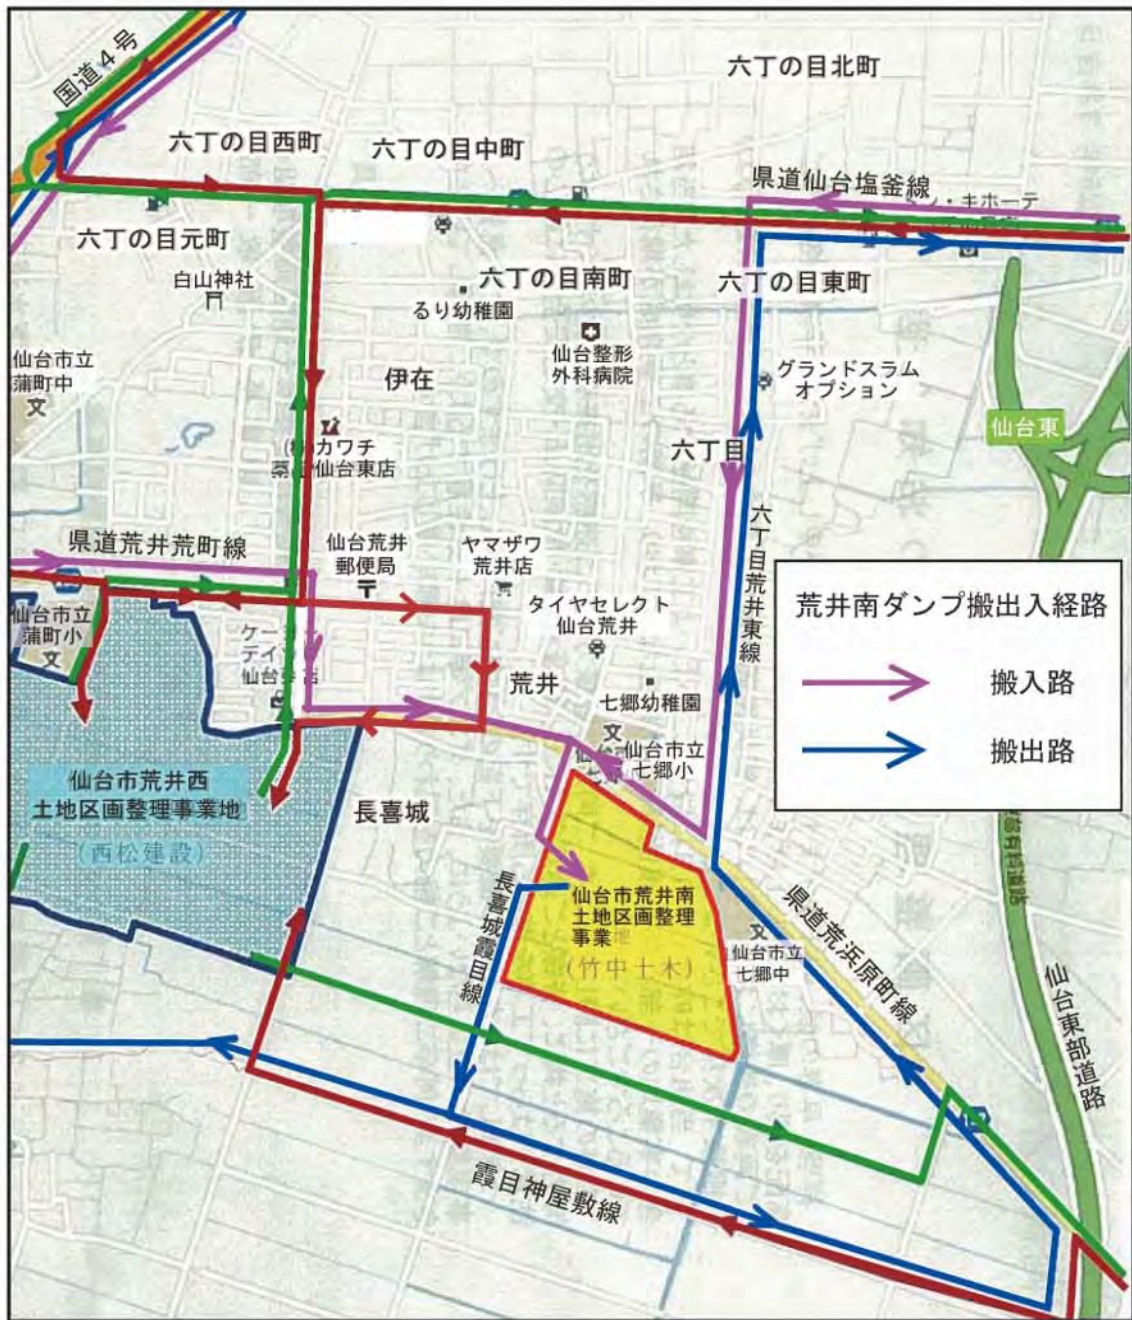 国道4号
六丁の目北町
六丁の目西町
六丁の目中町
県道仙台塩釜線
ン・キホーテ
六丁の目元町
白山神社
六丁の目南町
六丁の目東町
るり幼稚園
仙台整形
外科病院
グランドスラム
オプション
仙台市立
蒲町中
文
伊在
カワチ
仙台東店
六丁目
仙台東
六丁目荒井東線
県道荒井荒町線
仙台荒井
郵便局
ヤマザワ
荒井店
タイヤセレクト
仙台荒井
荒井南ダンプ搬出入経路
搬入路
搬出路
仙台市立
蒲町小
文
荒井
七郷幼稚園
文
仙台市立
七郷小
仙台市荒井西
土地区画整理事業地
(西松建設)
長喜城
長喜城霞目線
仙台市荒井南
土地区画整理
事業
(竹中土木)
文
仙台市立
七郷中
県道荒浜原町線
仙台東部道路
霞目神屋敷線